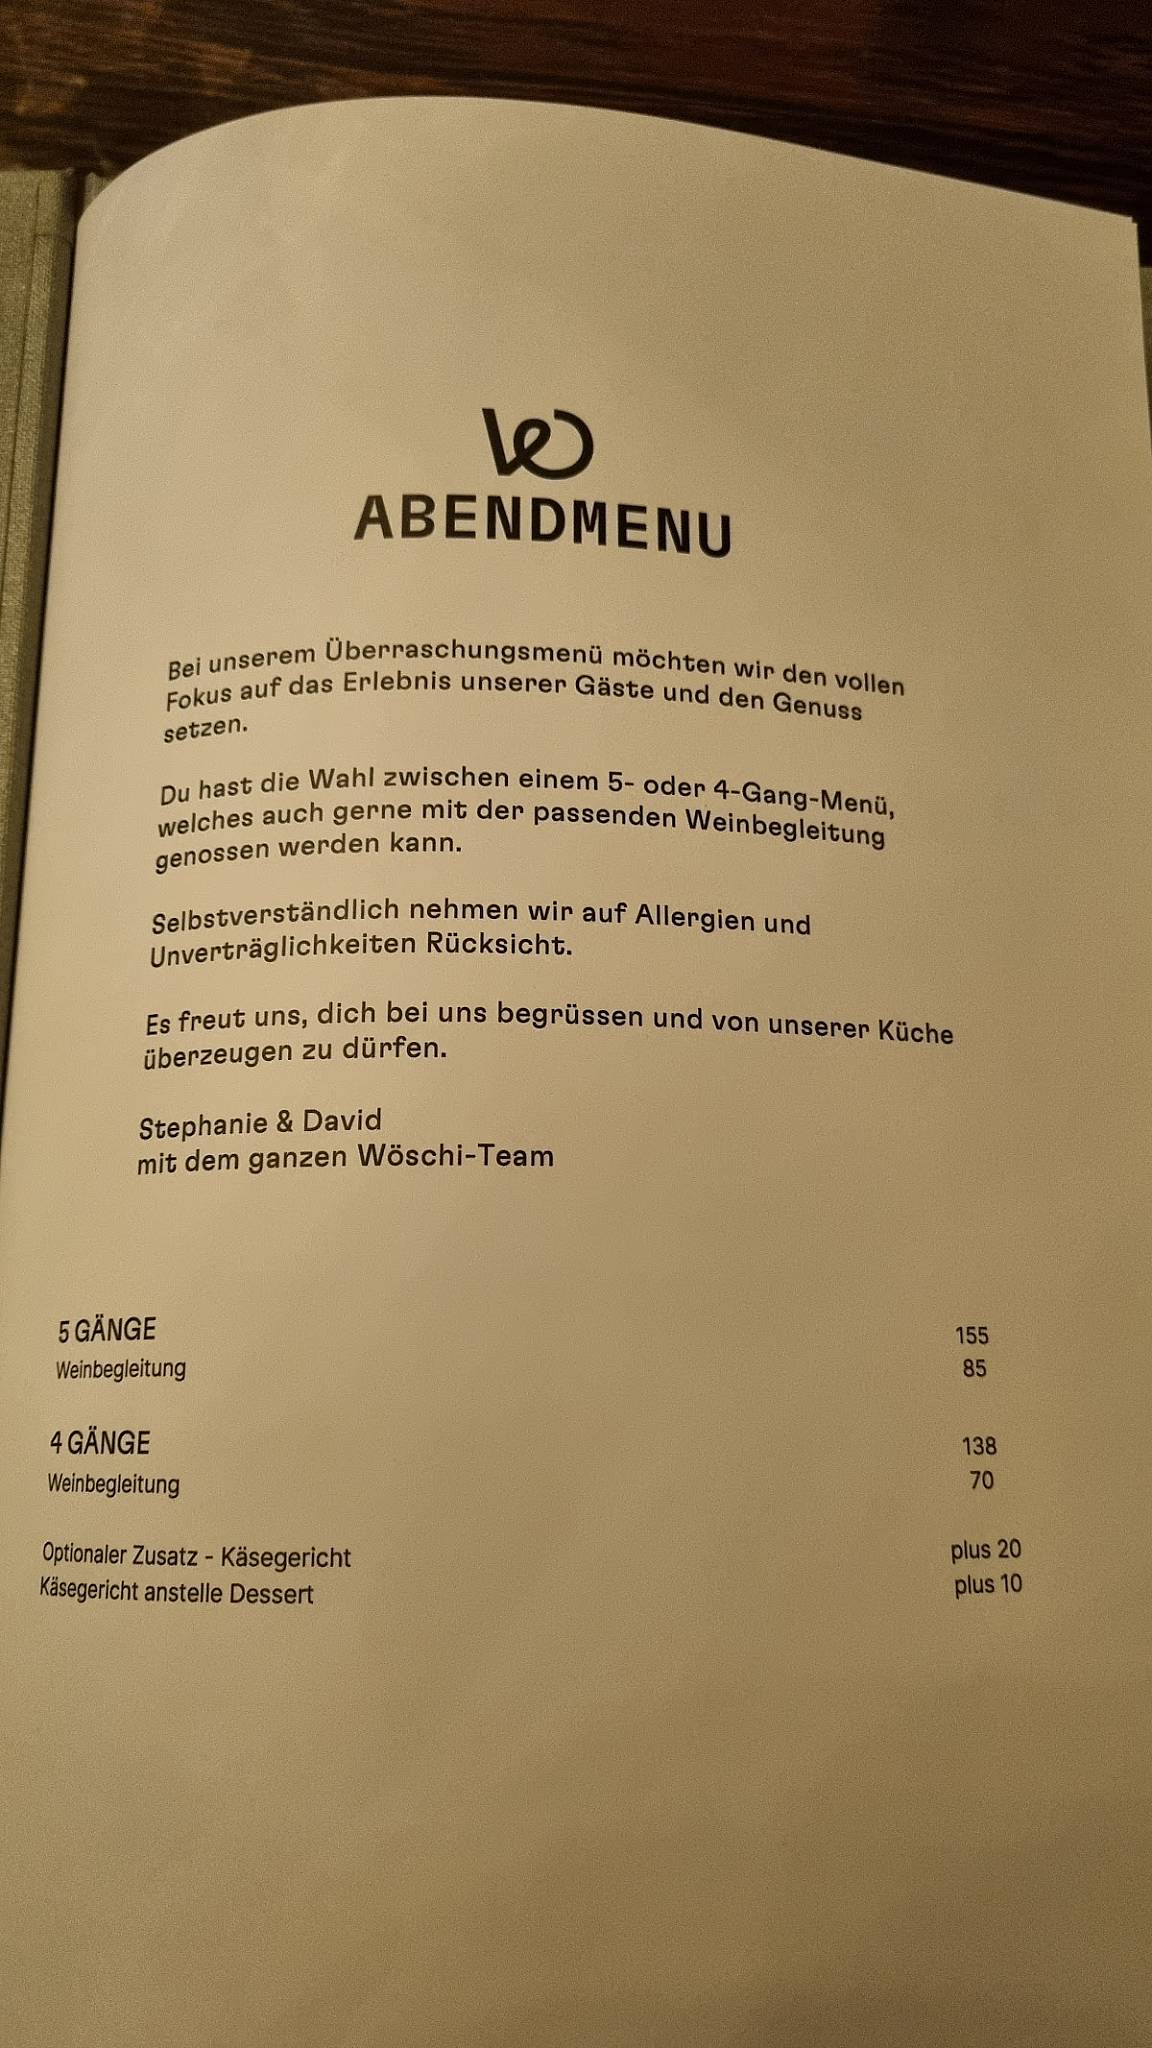 ABENDMENU
Bei unserem Überraschungsmenü möchten wir den vollen
Fokus auf das Erlebnis unserer Gäste und den Genuss
setzen.
Du hast die Wahl zwischen einem 5- oder 4-Gang-Menü,
welches auch gerne mit der passenden Weinbegleitung
genossen werden kann.
Selbstverständlich nehmen wir auf Allergien und
Unverträglichkeiten Rücksicht.
Es freut uns, dich bei uns begrüssen und von unserer Küche
überzeugen zu dürfen.
Stephanie & David
mit dem ganzen Wöschi-Team
5 GÄNGE 155
Weinbegleitung 85
4 GÄNGE 138
Weinbegleitung 70
Optionaler Zusatz - Käsegericht plus 20
Käsegericht anstelle Dessert plus 10